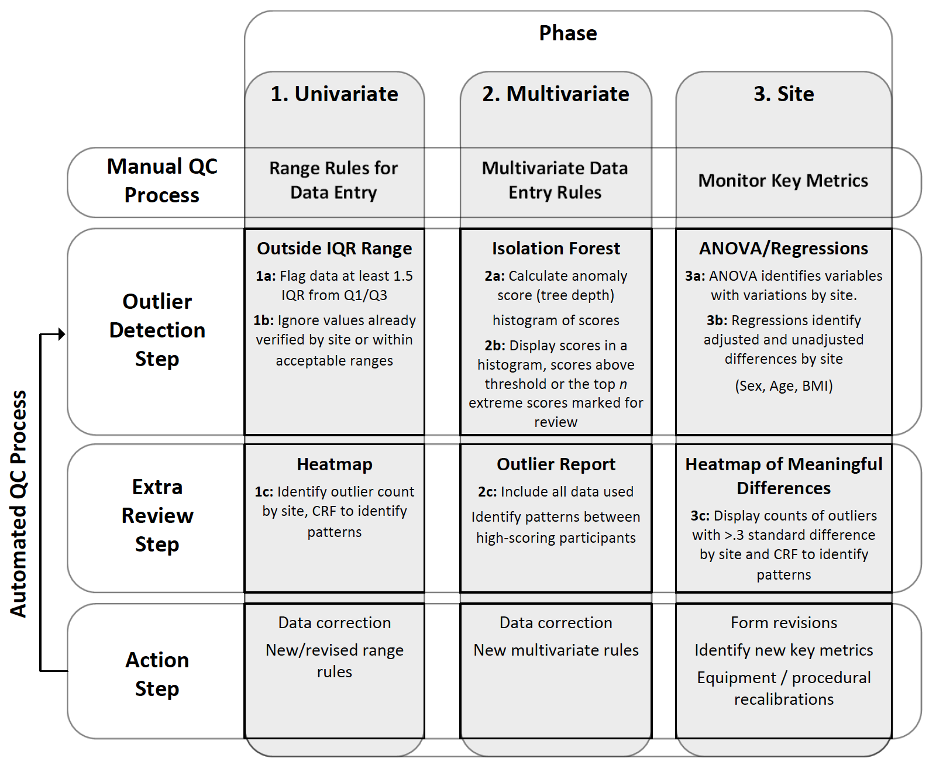 Phase
1. Univariate
2. Multivariate
3. Site
Manual QC
Process
Range Rules for
Data Entry
Multivariate Data
Entry Rules
Monitor Key Metrics
Outlier
Detection
Step
Outside IQR Range
1a: Flag data at least 1.5
IQR from Q1/Q3
1b: Ignore values already
verified by site or within
acceptable ranges
Isolation Forest
2a: Calculate anomaly
score (tree depth)
histogram of scores
2b: Display scores in a
histogram, scores above
threshold or the top n
extreme scores marked for
review
ANOVA/Regressions
3a: ANOVA identifies variables
with variations by site.
3b: Regressions identify
adjusted and unadjusted
differences by site
(Sex, Age, BMI)
Extra
Review
Step
Heatmap
1c: Identify outlier count
by site, CRF to identify
patterns
Outlier Report
2c: Include all data used
Identify patterns between
high-scoring participants
Heatmap of Meaningful
Differences
3c: Display counts of outliers
with >.3 standard difference
by site and CRF to identify
patterns
Action
Step
Data correction
New/revised range
rules
Data correction
New multivariate rules
Form revisions
Identify new key metrics
Equipment / procedural
recalibrations
Automated QC Process